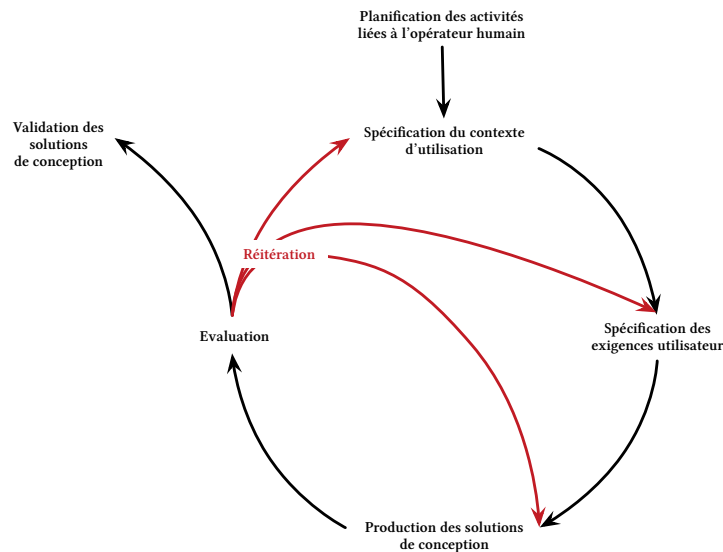 Planification des activités
liées à l'opérateur humain
Validation des
solutions
de conception
Spécification du contexte
d'utilisation
Réitération
Evaluation
Spécification des
exigences utilisateur
Production des solutions
de conception